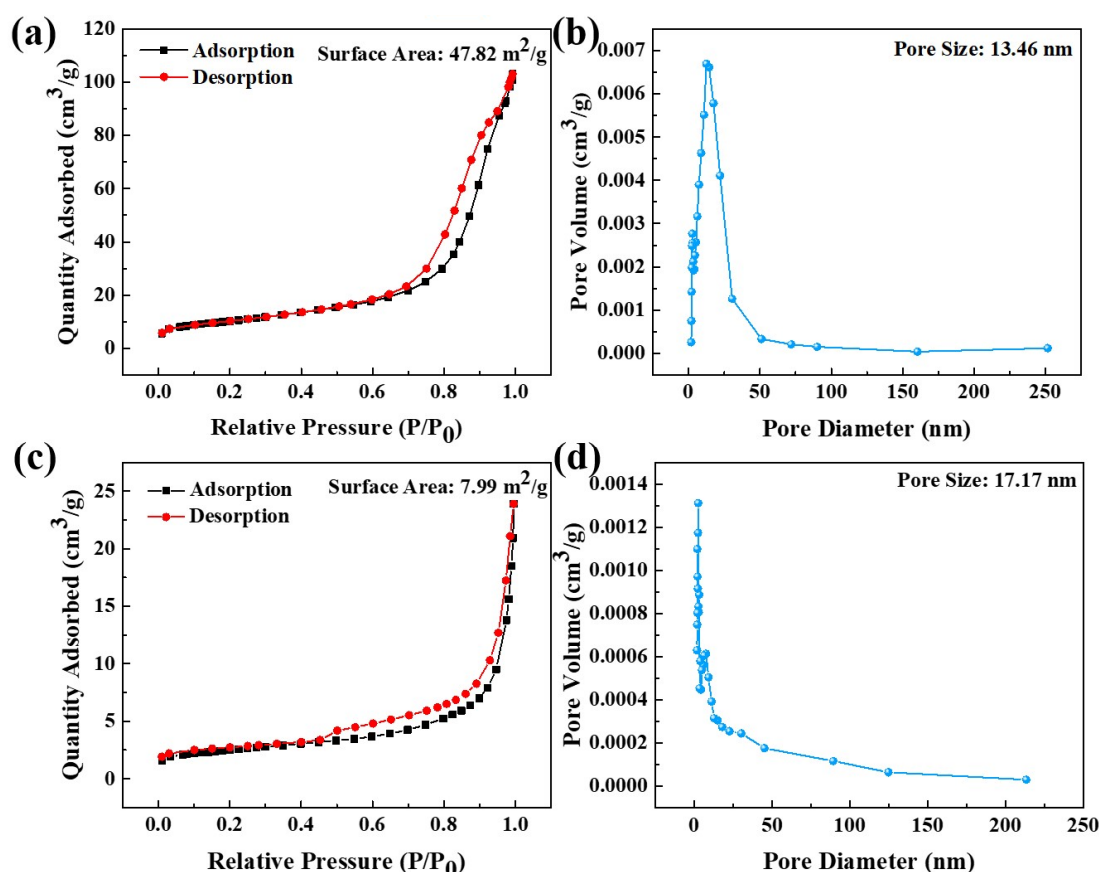 (a)
Adsorption
Desorption
Surface Area: 47.82 m²/g
Quantity Adsorbed (cm³/g)
120
100
80
60
40
20
0
0.0 0.2 0.4 0.6 0.8 1.0
Relative Pressure (P/P₀)
(b)
Pore Size: 13.46 nm
Pore Volume (cm³/g)
0.007
0.006
0.005
0.004
0.003
0.002
0.001
0.000
0 50 100 150 200 250
Pore Diameter (nm)
(c)
Adsorption
Desorption
Surface Area: 7.99 m²/g
Quantity Adsorbed (cm³/g)
25
20
15
10
5
0
0.0 0.2 0.4 0.6 0.8 1.0
Relative Pressure (P/P₀)
(d)
Pore Size: 17.17 nm
Pore Volume (cm³/g)
0.0014
0.0012
0.0010
0.0008
0.0006
0.0004
0.0002
0.0000
0 50 100 150 200 250
Pore Diameter (nm)